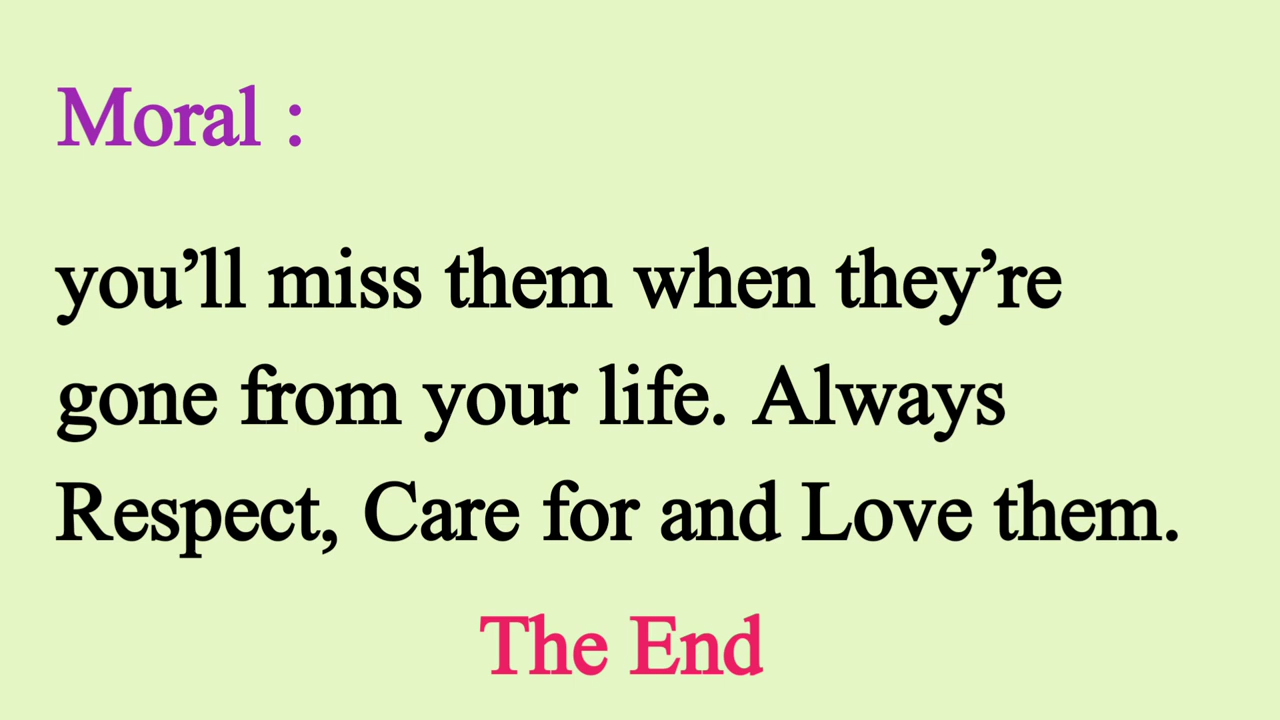 Moral :
you’ll miss them when they’re
gone from your life. Always
Respect, Care for and Love them.
The End